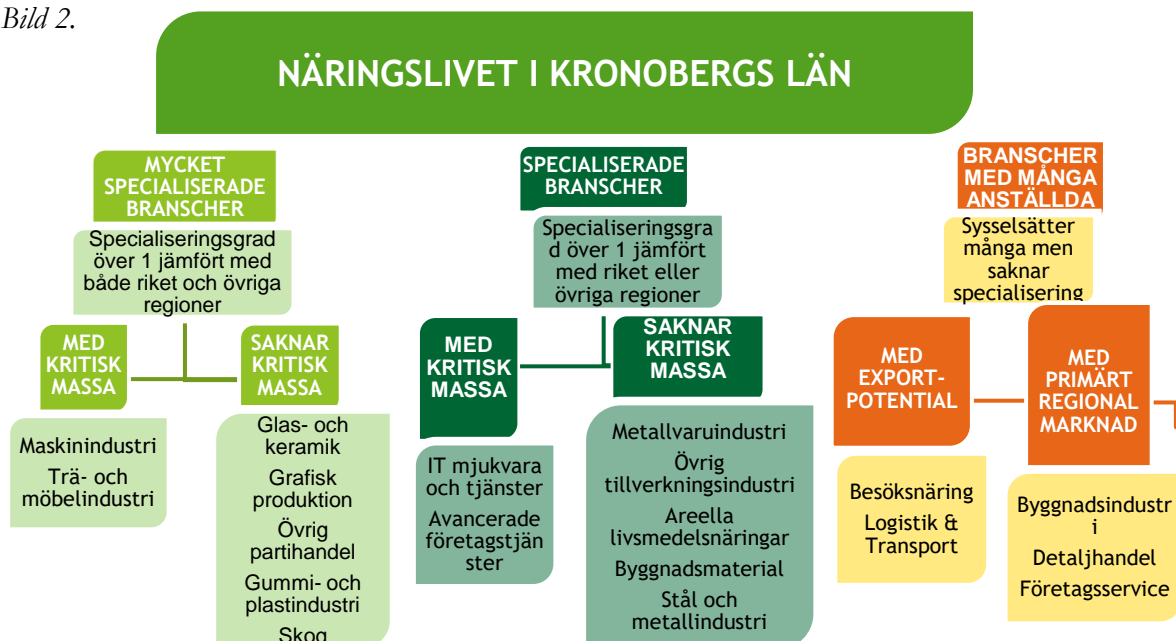 Bild 2.
NÄRINGSLIVET I KRONOBERGS LÄN
MYCKET
SPECIALISERADE
BRANSCHER
Specialiseringsgrad
över 1 jämfört med
både riket och övriga
regioner
MED
KRITISK
MASSA
Maskinindustri
Trä- och
möbelindustri
SAKNAR
KRITISK
MASSA
Glas- och
keramik
Grafisk
produktion
Övrig
partihandel
Gummi- och
plastindustri
Skog
SPECIALISERADE
BRANSCHER
Specialiseringsgra
d över 1 jämfört
med riket eller
övriga regioner
MED
KRITISK
MASSA
IT mjukvara
och tjänster
Avancerade
företagstjän
ster
SAKNAR
KRITISK
MASSA
Metallvaruindustri
Övrig
tillverkningsindustri
Areella
livsmedelsnäringar
Byggnadsmaterial
Stål och
metallindustri
BRANSCHER
MED MÅNGA
ANSTÄLLDA
Sysselsätter
många men
saknar
specialisering
MED
EXPORT-
POTENTIAL
Besöksnäring
Logistik &
Transport
MED
PRIMÄRT
REGIONAL
MARKNAD
Byggnadsindustr
i
Detaljhandel
Företagsservice